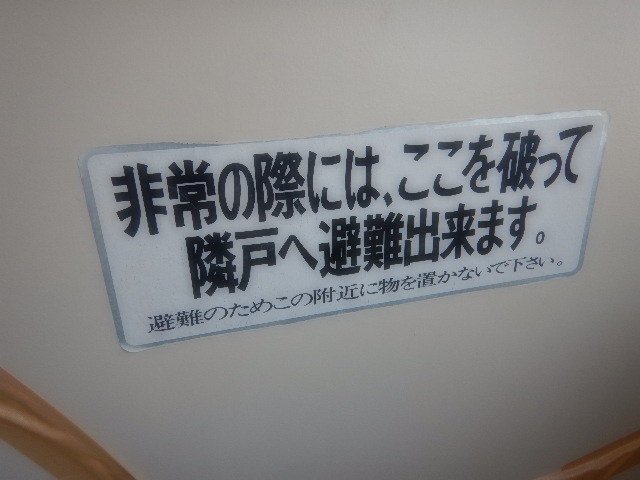 非常の際には、ここを破って
隣戸へ避難出来ます。
避難のためこの附近に物を置かないで下さい。